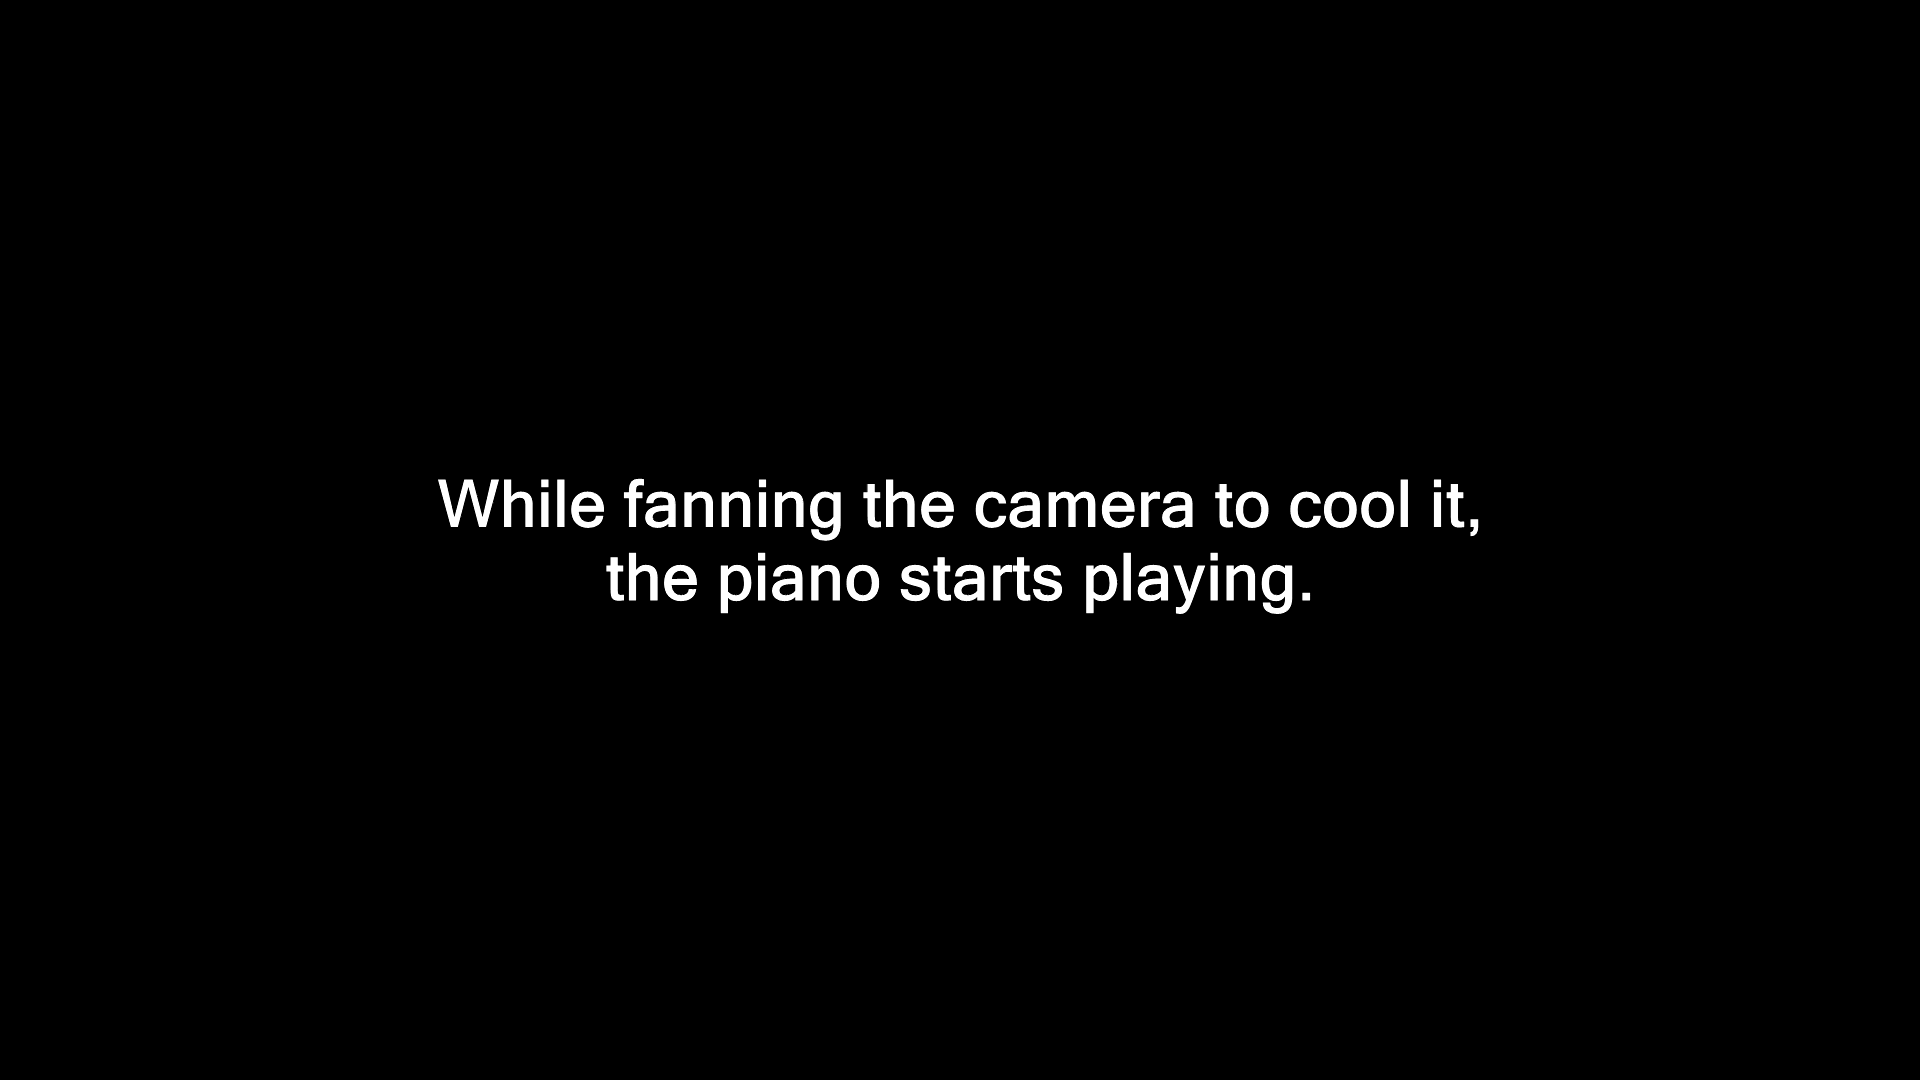 While fanning the camera to cool it,
the piano starts playing.